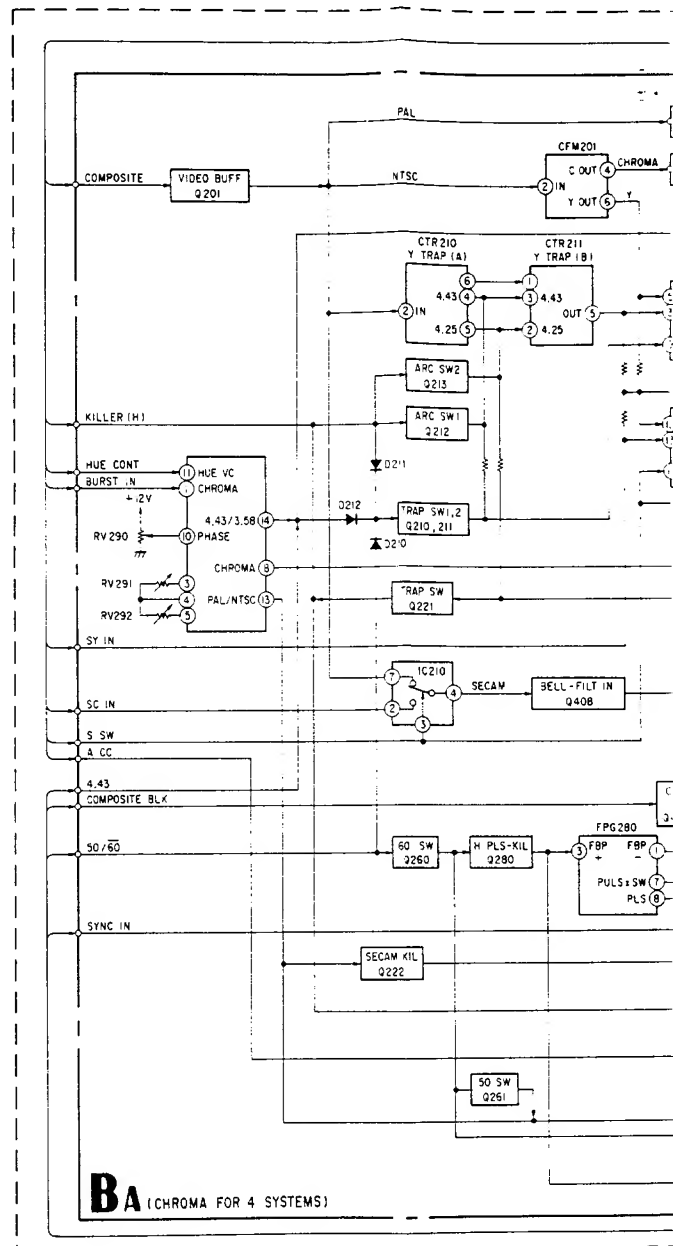 PAL
CFM201
COMPOSITE
VIDEO BUFF
Q201
NTSC
2 IN
C OUT 4
CHROMA
Y OUT 6
Y
CTR210
Y TRAP (A)
CTR211
Y TRAP (B)
6
1
4.43 4
3 4.43
2 IN
OUT 5
4.25 5
2 4.25
ARC SW2
Q213
KILLER (H)
ARC SW1
Q212
D211
HUE CONT
11 HUE VC
BURST IN
1 CHROMA
+12V
D212
4.43/3.58 14
TRAP SW1,2
Q210, 211
RV290
10 PHASE
D210
CHROMA 8
RV291
3
4
PAL/NTSC 13
TRAP SW
Q221
RV292
5
SY IN
IC210
7
4
SECAM
BELL-FILT IN
Q408
SC IN
2
3
S SW
A CC
4.43
COMPOSITE BLK
FPG280
50/60
60 SW
Q260
H PLS-KIL
Q280
3 FBP
+
FBP 1
-
PULS=SW 7
PLS 8
SYNC IN
SECAM KIL
Q222
50 SW
Q261
BA (CHROMA FOR 4 SYSTEMS)